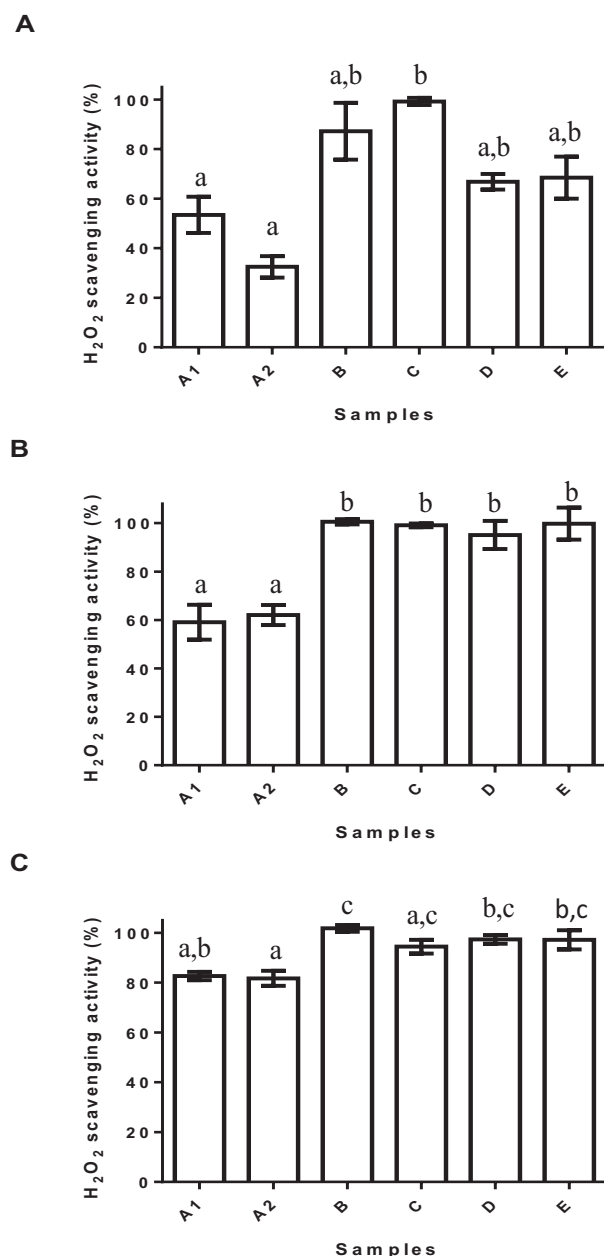 A
H₂O₂ scavenging activity (%)
100
80
60
40
20
0
a
a
a,b
b
a,b
a,b
A1
A2
B
C
D
E
Samples
B
H₂O₂ scavenging activity (%)
100
80
60
40
20
0
a
a
b
b
b
b
A1
A2
B
C
D
E
Samples
C
H₂O₂ scavenging activity (%)
100
80
60
40
20
0
a,b
a
c
a,c
b,c
b,c
A1
A2
B
C
D
E
Samples